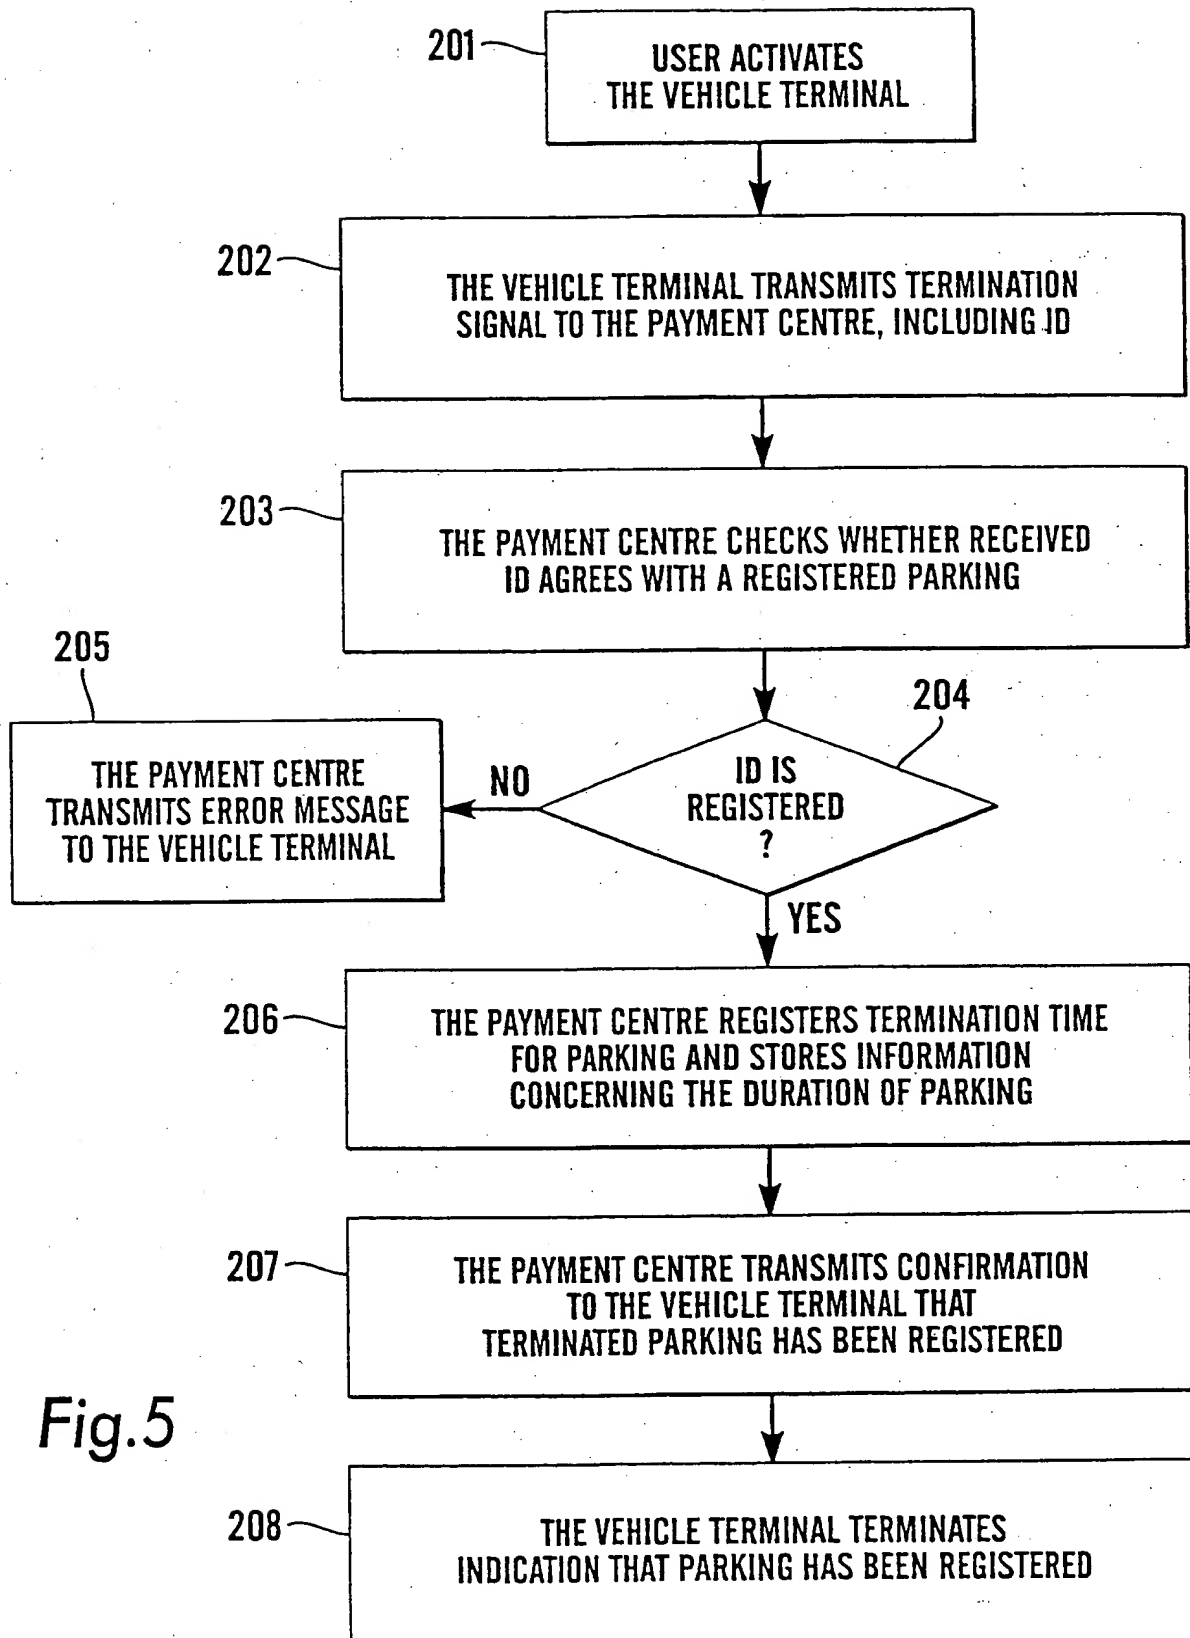 201
USER ACTIVATES
THE VEHICLE TERMINAL
202
THE VEHICLE TERMINAL TRANSMITS TERMINATION
SIGNAL TO THE PAYMENT CENTRE, INCLUDING ID
203
THE PAYMENT CENTRE CHECKS WHETHER RECEIVED
ID AGREES WITH A REGISTERED PARKING
205
204
THE PAYMENT CENTRE
TRANSMITS ERROR MESSAGE
TO THE VEHICLE TERMINAL
NO
ID IS
REGISTERED
?
YES
206
THE PAYMENT CENTRE REGISTERS TERMINATION TIME
FOR PARKING AND STORES INFORMATION
CONCERNING THE DURATION OF PARKING
207
THE PAYMENT CENTRE TRANSMITS CONFIRMATION
TO THE VEHICLE TERMINAL THAT
TERMINATED PARKING HAS BEEN REGISTERED
Fig.5
208
THE VEHICLE TERMINAL TERMINATES
INDICATION THAT PARKING HAS BEEN REGISTERED